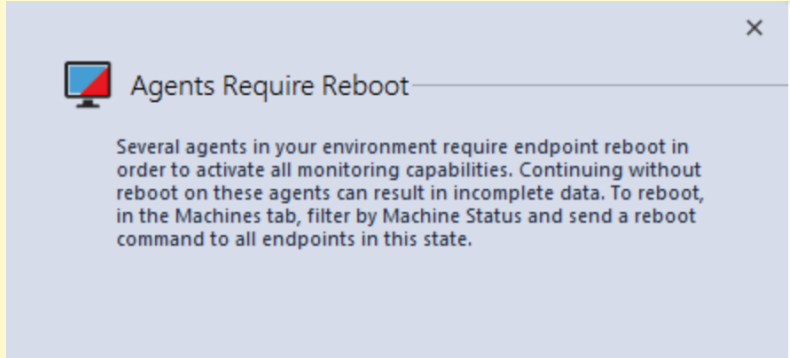 Agents Require Reboot
Several agents in your environment require endpoint reboot in
order to activate all monitoring capabilities. Continuing without
reboot on these agents can result in incomplete data. To reboot,
in the Machines tab, filter by Machine Status and send a reboot
command to all endpoints in this state.